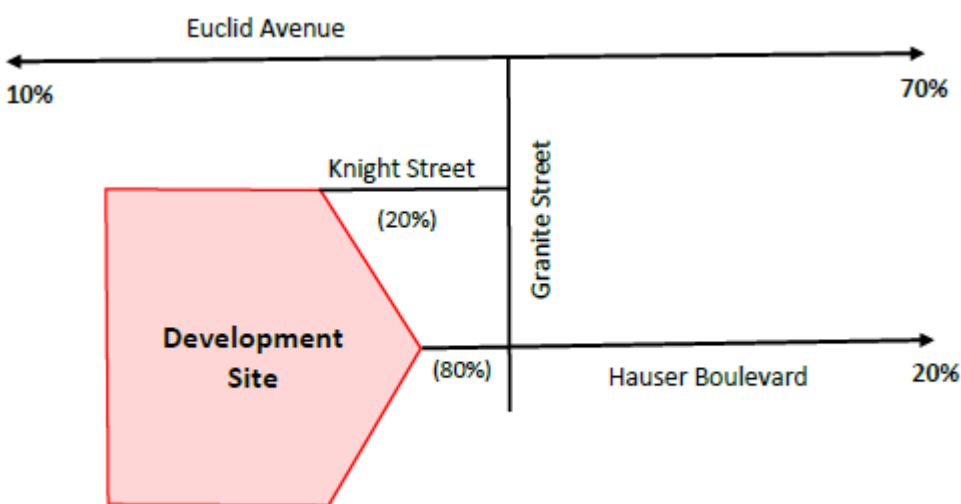 Euclid Avenue
10%
70%
Knight Street
(20%)
Granite Street
Development
Site
(80%)
Hauser Boulevard
20%